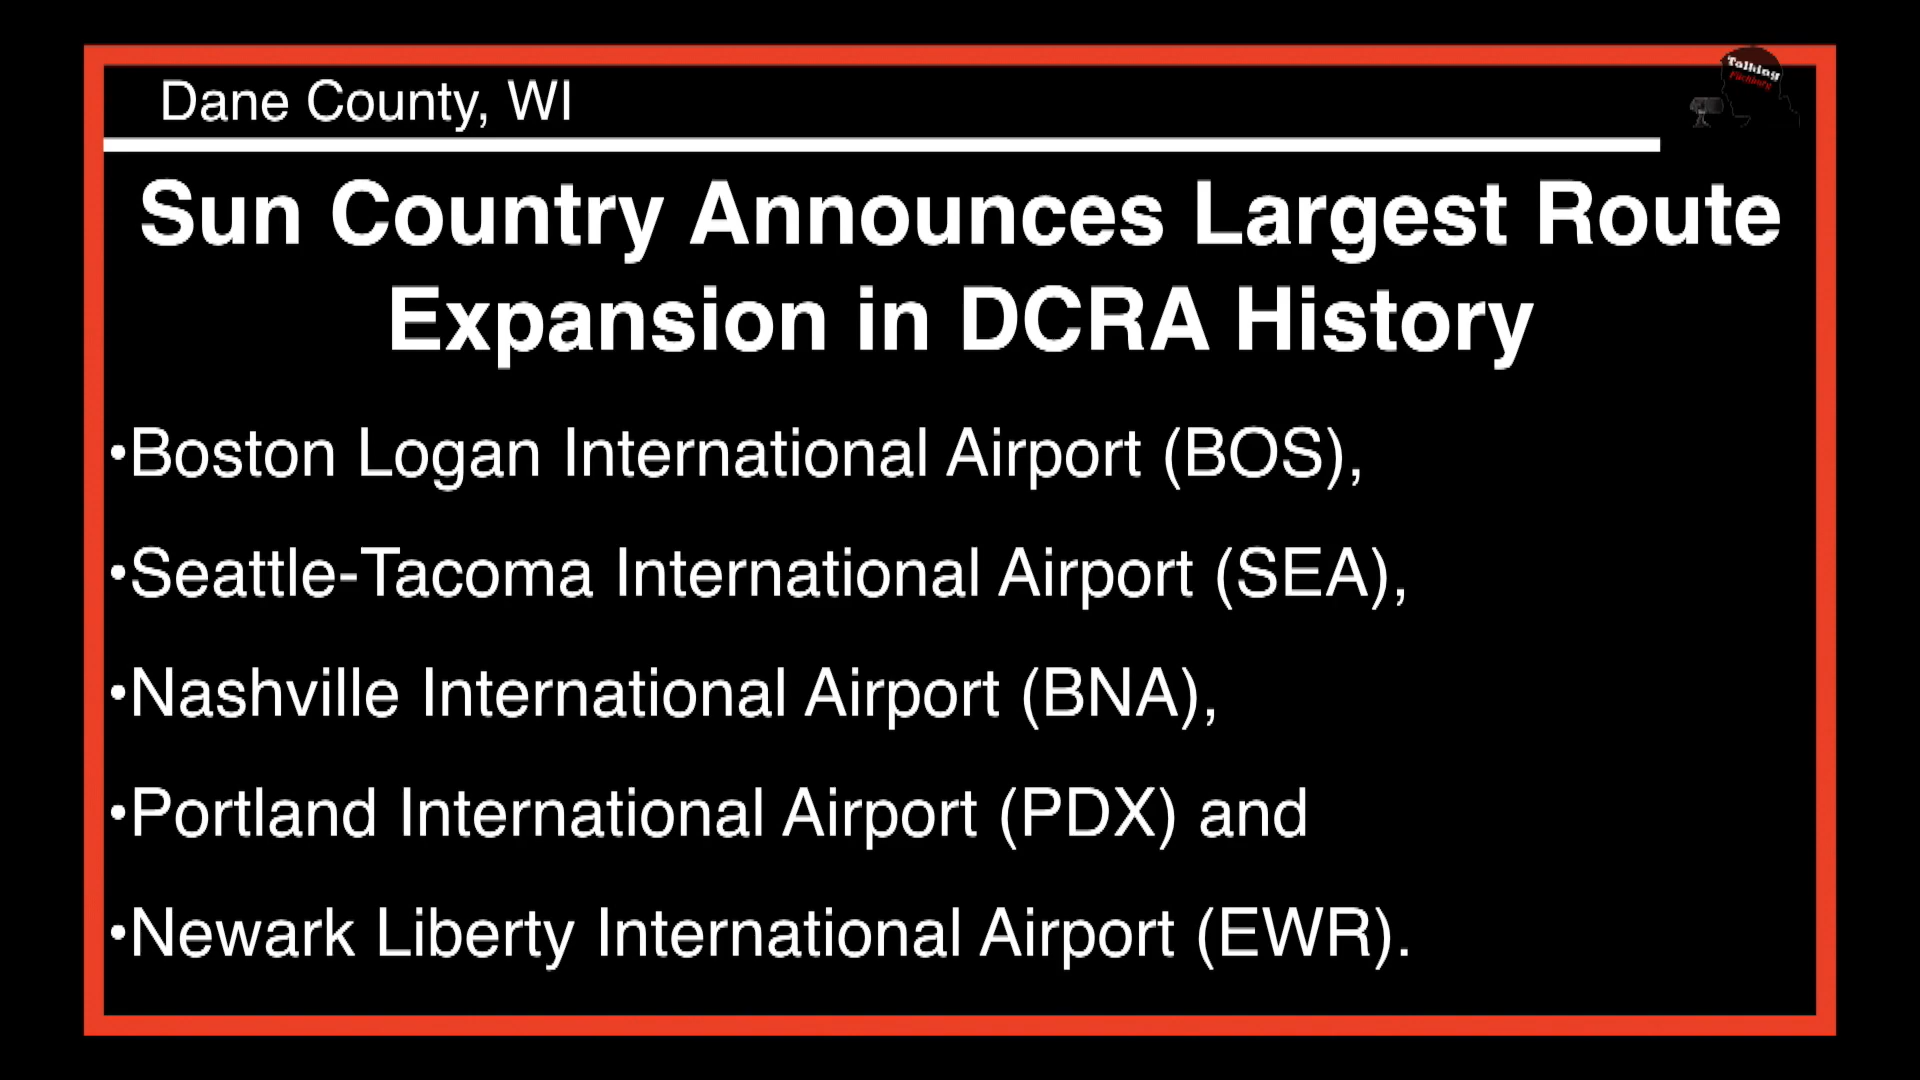 Dane County, WI
Talking
Sun Country Announces Largest Route
Expansion in DCRA History
•Boston Logan International Airport (BOS),
•Seattle-Tacoma International Airport (SEA),
•Nashville International Airport (BNA),
•Portland International Airport (PDX) and
•Newark Liberty International Airport (EWR).